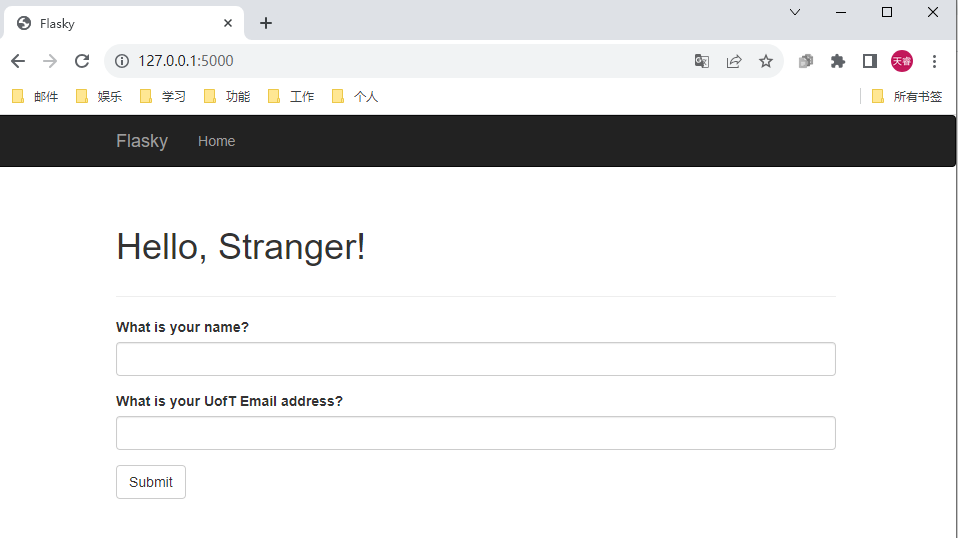 Flasky
127.0.0.1:5000
天睿
邮件 娱乐 学习 功能 工作 个人 所有书签
Flasky Home
Hello, Stranger!
What is your name?
What is your UofT Email address?
Submit